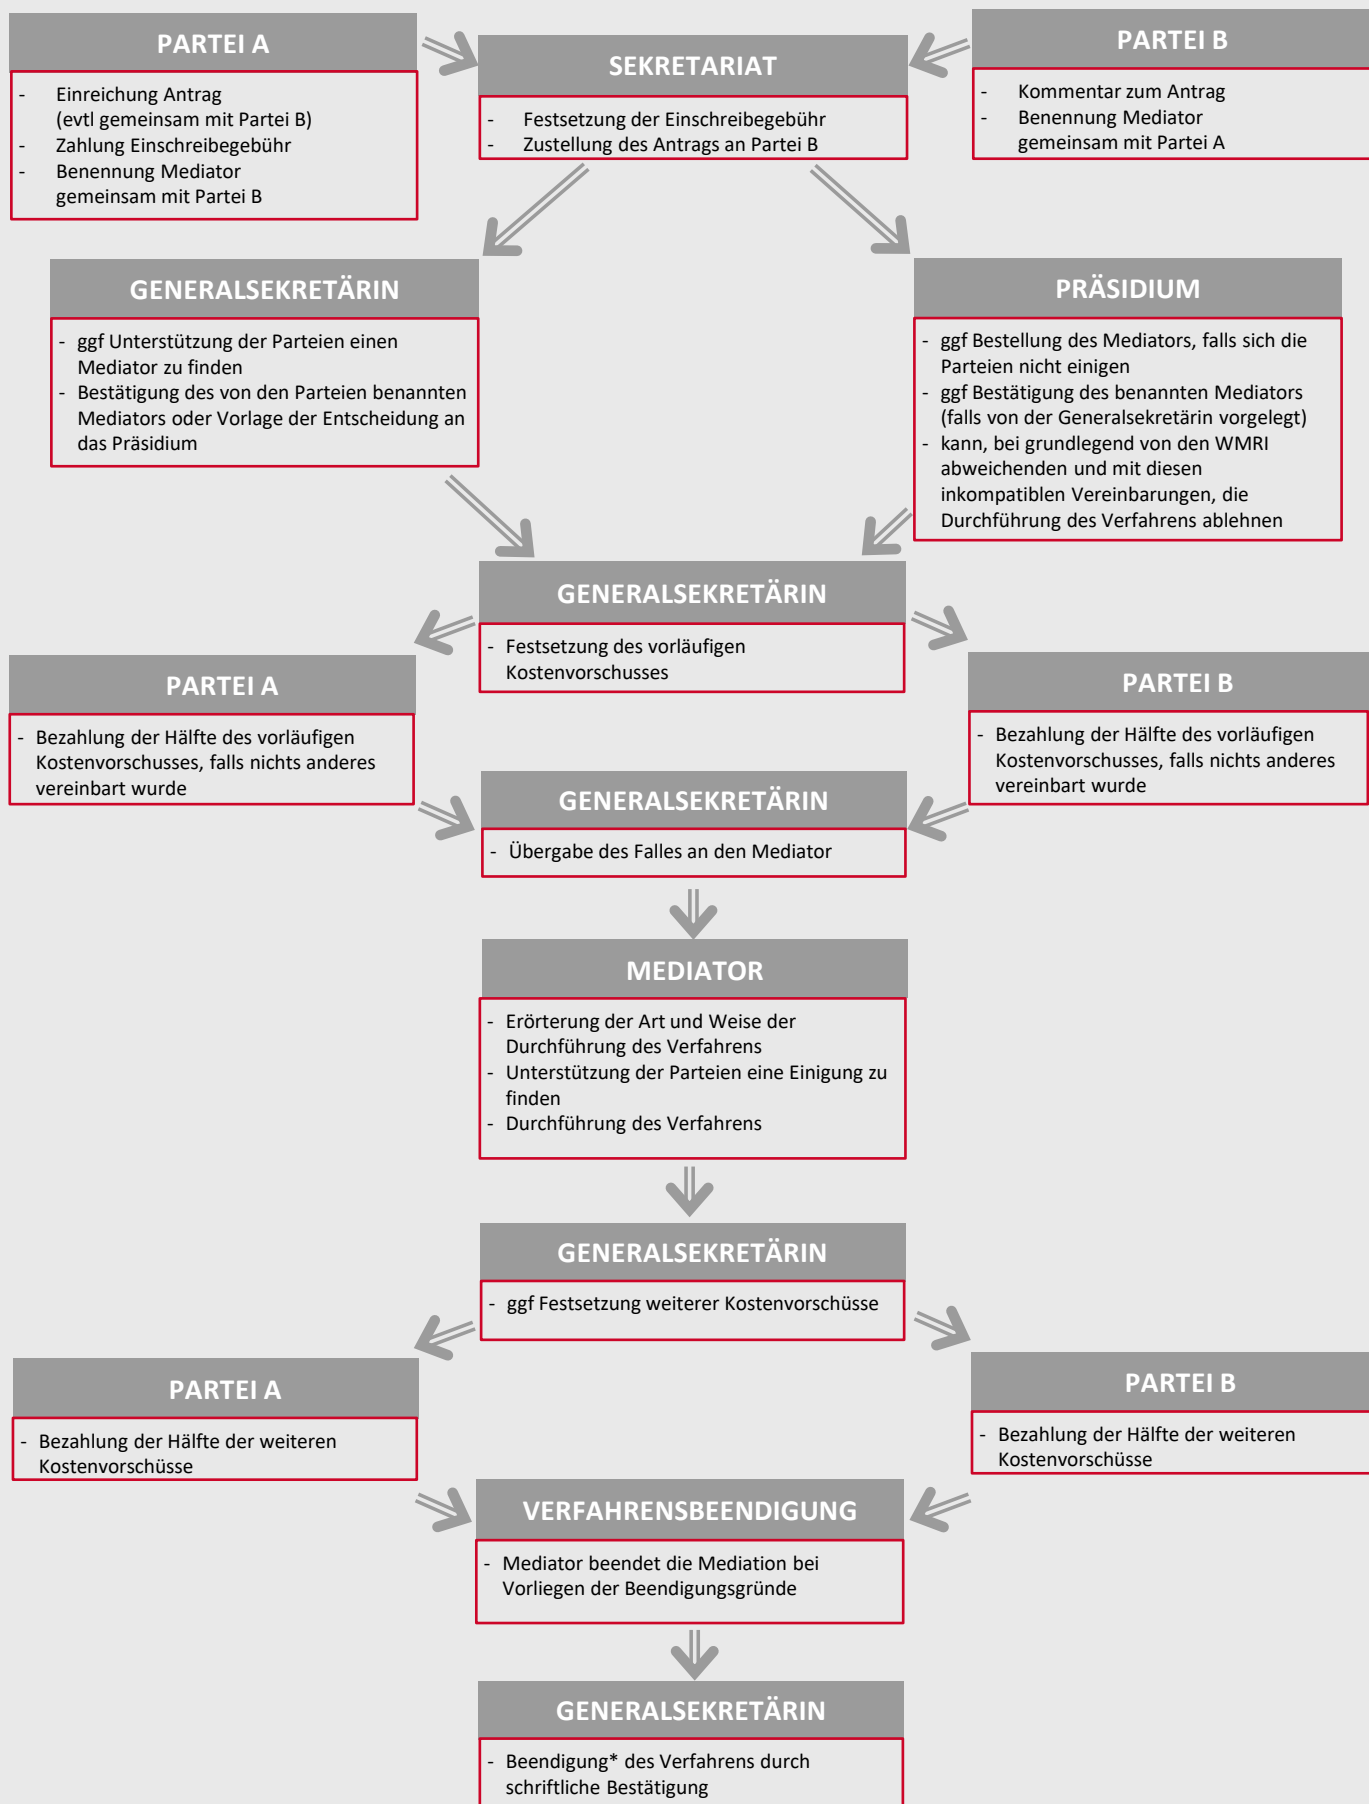 PARTEI A
- Einreichung Antrag
(evtl gemeinsam mit Partei B)
- Zahlung Einschreibegebühr
- Benennung Mediator
gemeinsam mit Partei B
SEKRETARIAT
- Festsetzung der Einschreibegebühr
- Zustellung des Antrags an Partei B
PARTEI B
- Kommentar zum Antrag
- Benennung Mediator
gemeinsam mit Partei A
GENERALSEKRETÄRIN
- ggf Unterstützung der Parteien einen
Mediator zu finden
- Bestätigung des von den Parteien benannten
Mediators oder Vorlage der Entscheidung an
das Präsidium
PRÄSIDIUM
- ggf Bestellung des Mediators, falls sich die
Parteien nicht einigen
- ggf Bestätigung des benannten Mediators
(falls von der Generalsekretärin vorgelegt)
- kann, bei grundlegend von den WMRI
abweichenden und mit diesen
inkompatiblen Vereinbarungen, die
Durchführung des Verfahrens ablehnen
GENERALSEKRETÄRIN
- Festsetzung des vorläufigen
Kostenvorschusses
PARTEI A
- Bezahlung der Hälfte des vorläufigen
Kostenvorschusses, falls nichts anderes
vereinbart wurde
PARTEI B
- Bezahlung der Hälfte des vorläufigen
Kostenvorschusses, falls nichts anderes
vereinbart wurde
GENERALSEKRETÄRIN
- Übergabe des Falles an den Mediator
MEDIATOR
- Erörterung der Art und Weise der
Durchführung des Verfahrens
- Unterstützung der Parteien eine Einigung zu
finden
- Durchführung des Verfahrens
GENERALSEKRETÄRIN
- ggf Festsetzung weiterer Kostenvorschüsse
PARTEI A
- Bezahlung der Hälfte der weiteren
Kostenvorschüsse
PARTEI B
- Bezahlung der Hälfte der weiteren
Kostenvorschüsse
VERFAHRENSBEENDIGUNG
- Mediator beendet die Mediation bei
Vorliegen der Beendigungsgründe
GENERALSEKRETÄRIN
- Beendigung* des Verfahrens durch
schriftliche Bestätigung